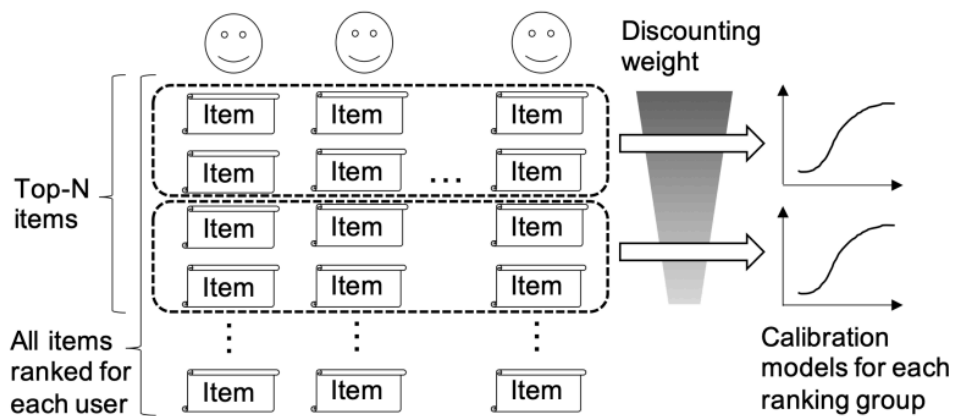 Discounting
weight
Item Item Item
Item Item ... Item
Top-N
items
Item Item Item
Item Item Item
All items
ranked for
each user
Item Item Item
Calibration
models for each
ranking group